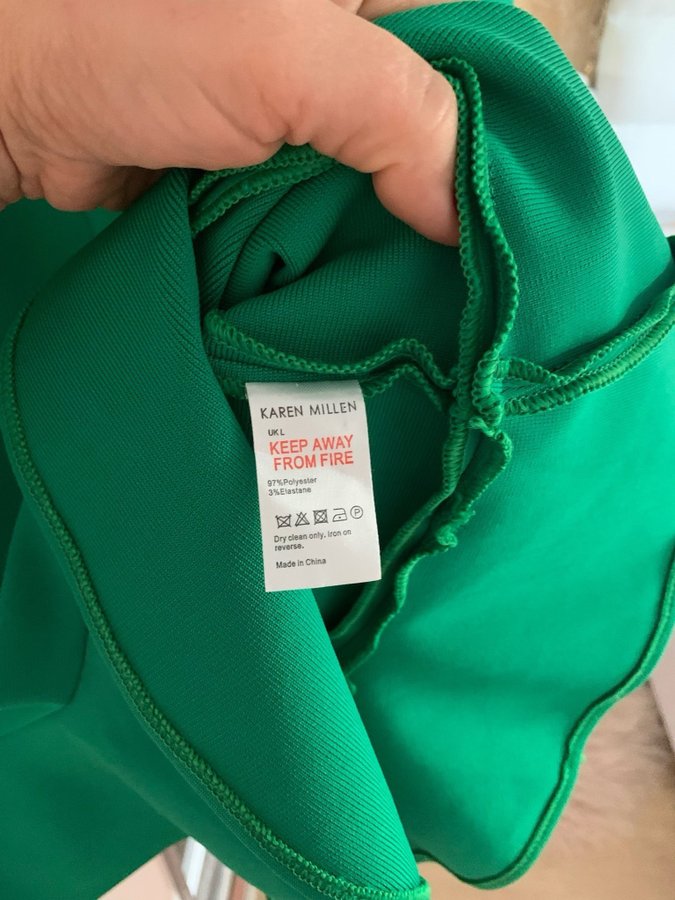 KAREN MILLEN
UK L
KEEP AWAY
FROM FIRE
97%Polyester
3%Elastane
P
Dry clean only. Iron on
reverse.
Made in China